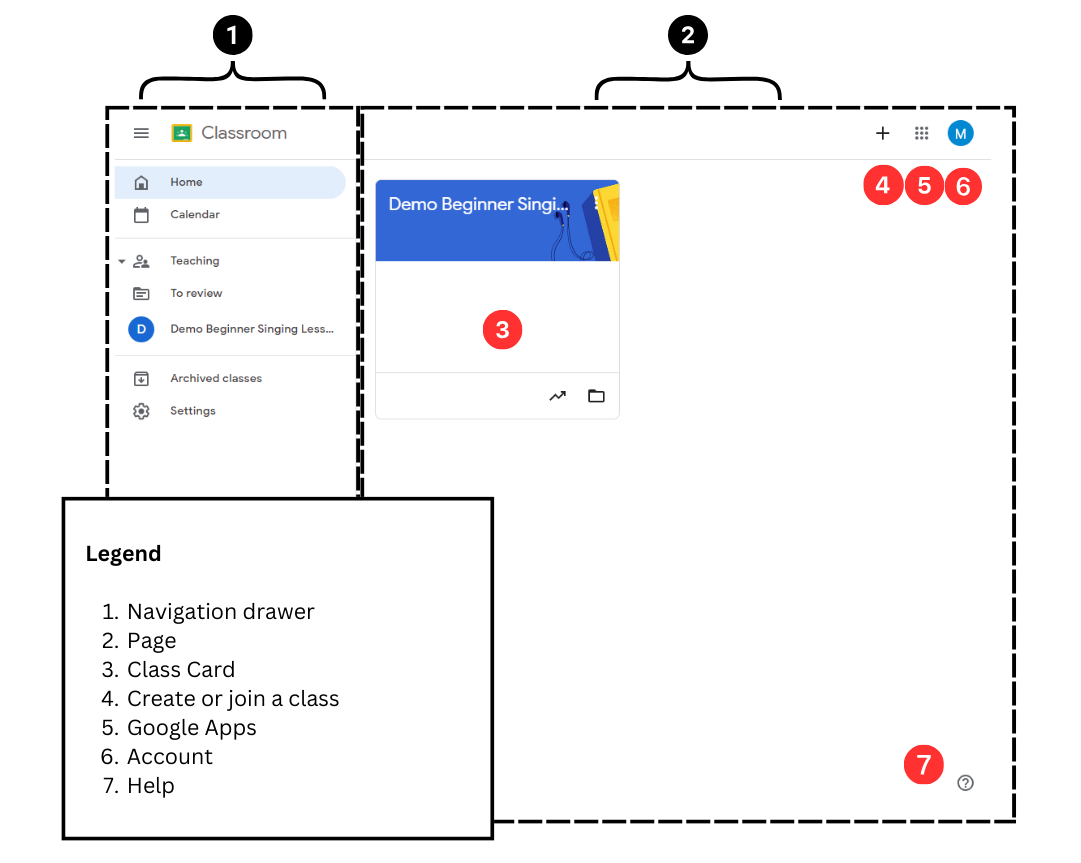 1
2
Classroom
M
4 5 6
Home
Calendar
Teaching
To review
D Demo Beginner Singing Less...
Archived classes
Settings
Demo Beginner Singi...
3
Legend
1. Navigation drawer
2. Page
3. Class Card
4. Create or join a class
5. Google Apps
6. Account
7. Help
7
?